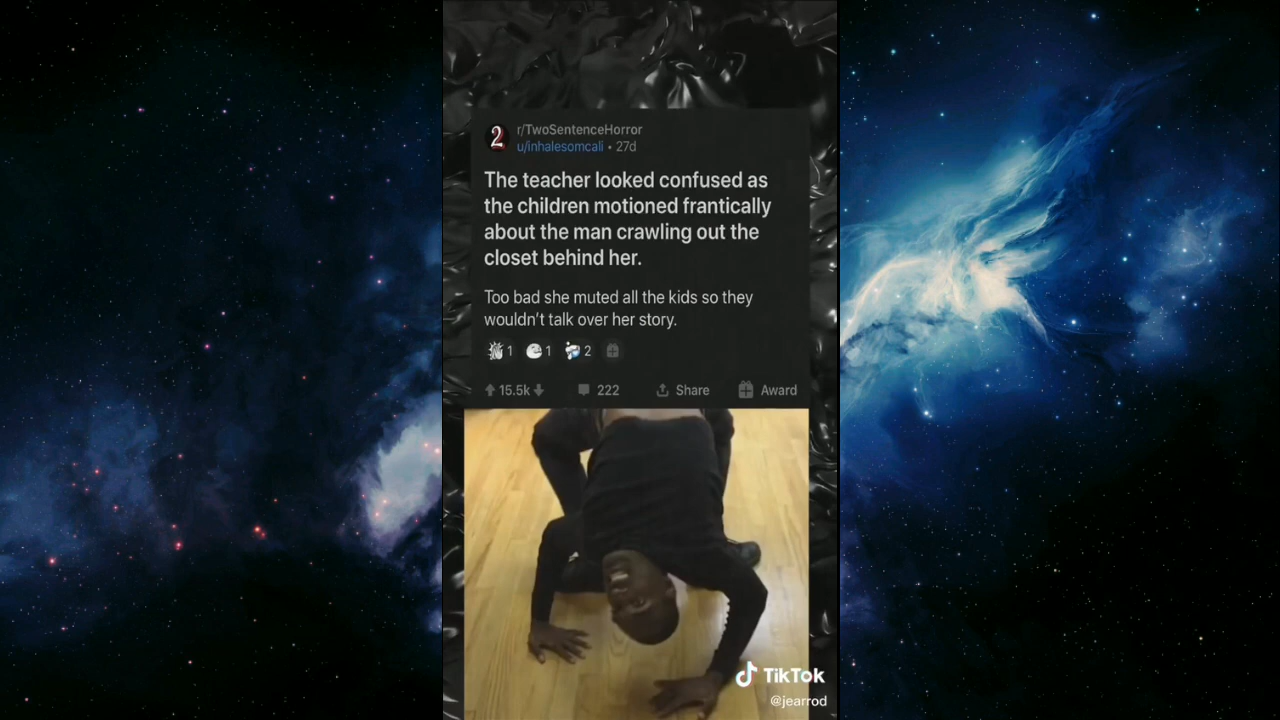 2
r/TwoSentenceHorror
u/inhalesomcali • 27d
The teacher looked confused as
the children motioned frantically
about the man crawling out the
closet behind her.
Too bad she muted all the kids so they
wouldn't talk over her story.
1 1 2
15.5k 222 Share Award
TikTok
@jearrod